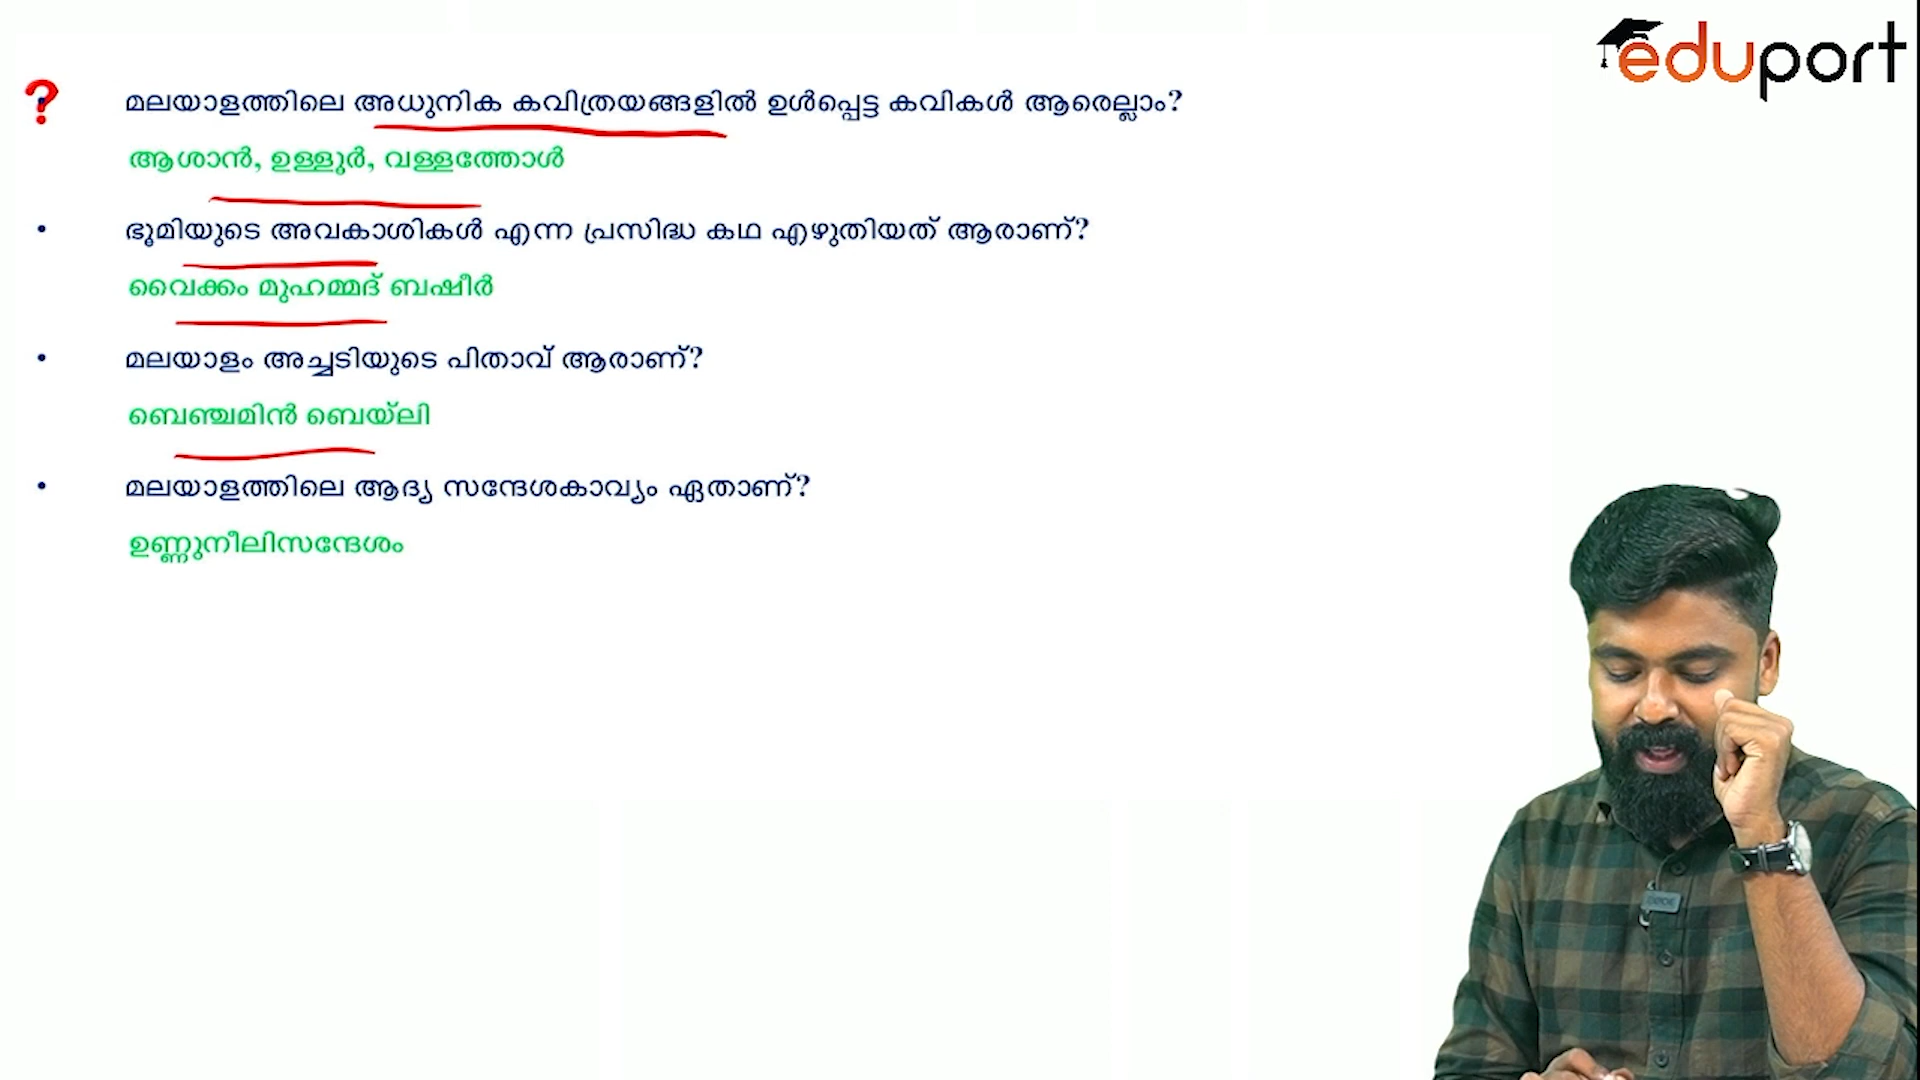 eduport
? മലയാളത്തിലെ അധുനിക കവിത്രയങ്ങളിൽ ഉൾപ്പെട്ട കവികൾ ആരെല്ലാം?
ആശാൻ, ഉള്ളൂർ, വള്ളത്തോൾ
• ഭൂമിയുടെ അവകാശികൾ എന്ന പ്രസിദ്ധ കഥ എഴുതിയത് ആരാണ്?
വൈക്കം മുഹമ്മദ് ബഷീർ
• മലയാളം അച്ചടിയുടെ പിതാവ് ആരാണ്?
ബെഞ്ചമിൻ ബെയ്‌ലി
• മലയാളത്തിലെ ആദ്യ സന്ദേശകാവ്യം ഏതാണ്?
ഉണ്ണുനീലിസന്ദേശം